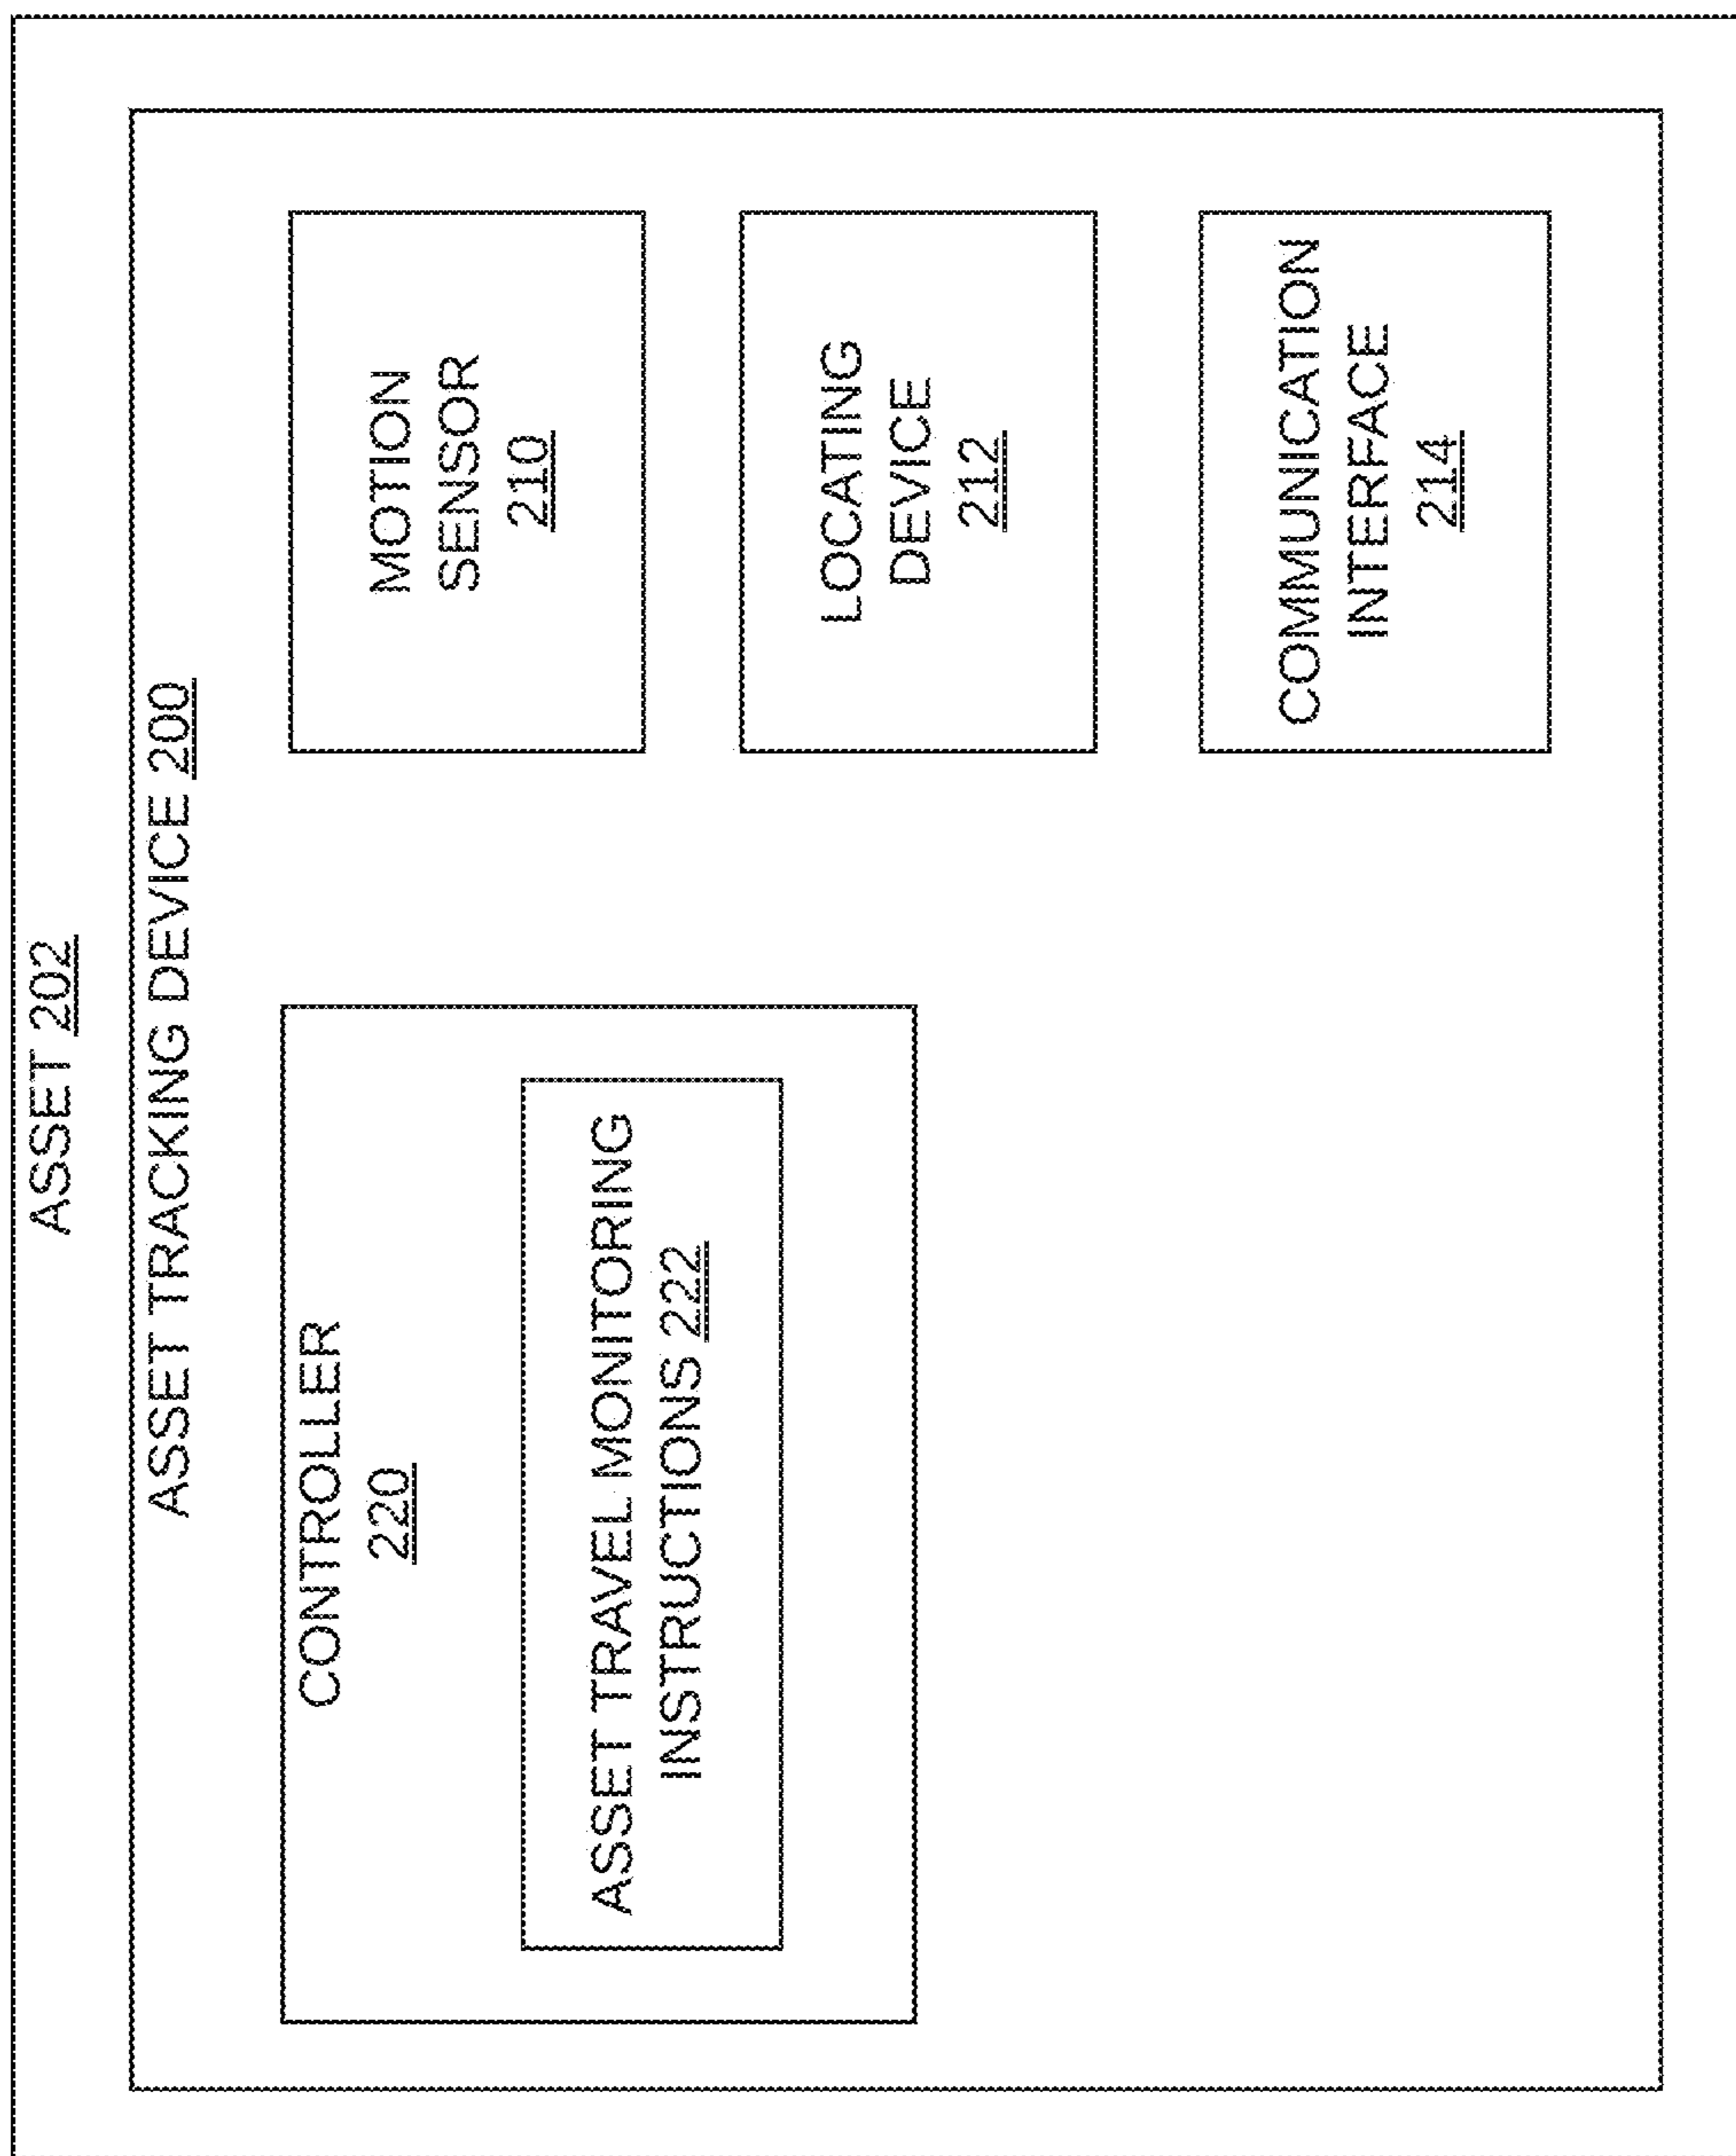 ASSET 202
ASSET TRACKING DEVICE 200
CONTROLLER
220
ASSET TRAVEL MONITORING
INSTRUCTIONS 222
MOTION
SENSOR
210
LOCATING
DEVICE
212
COMMUNICATION
INTERFACE
214